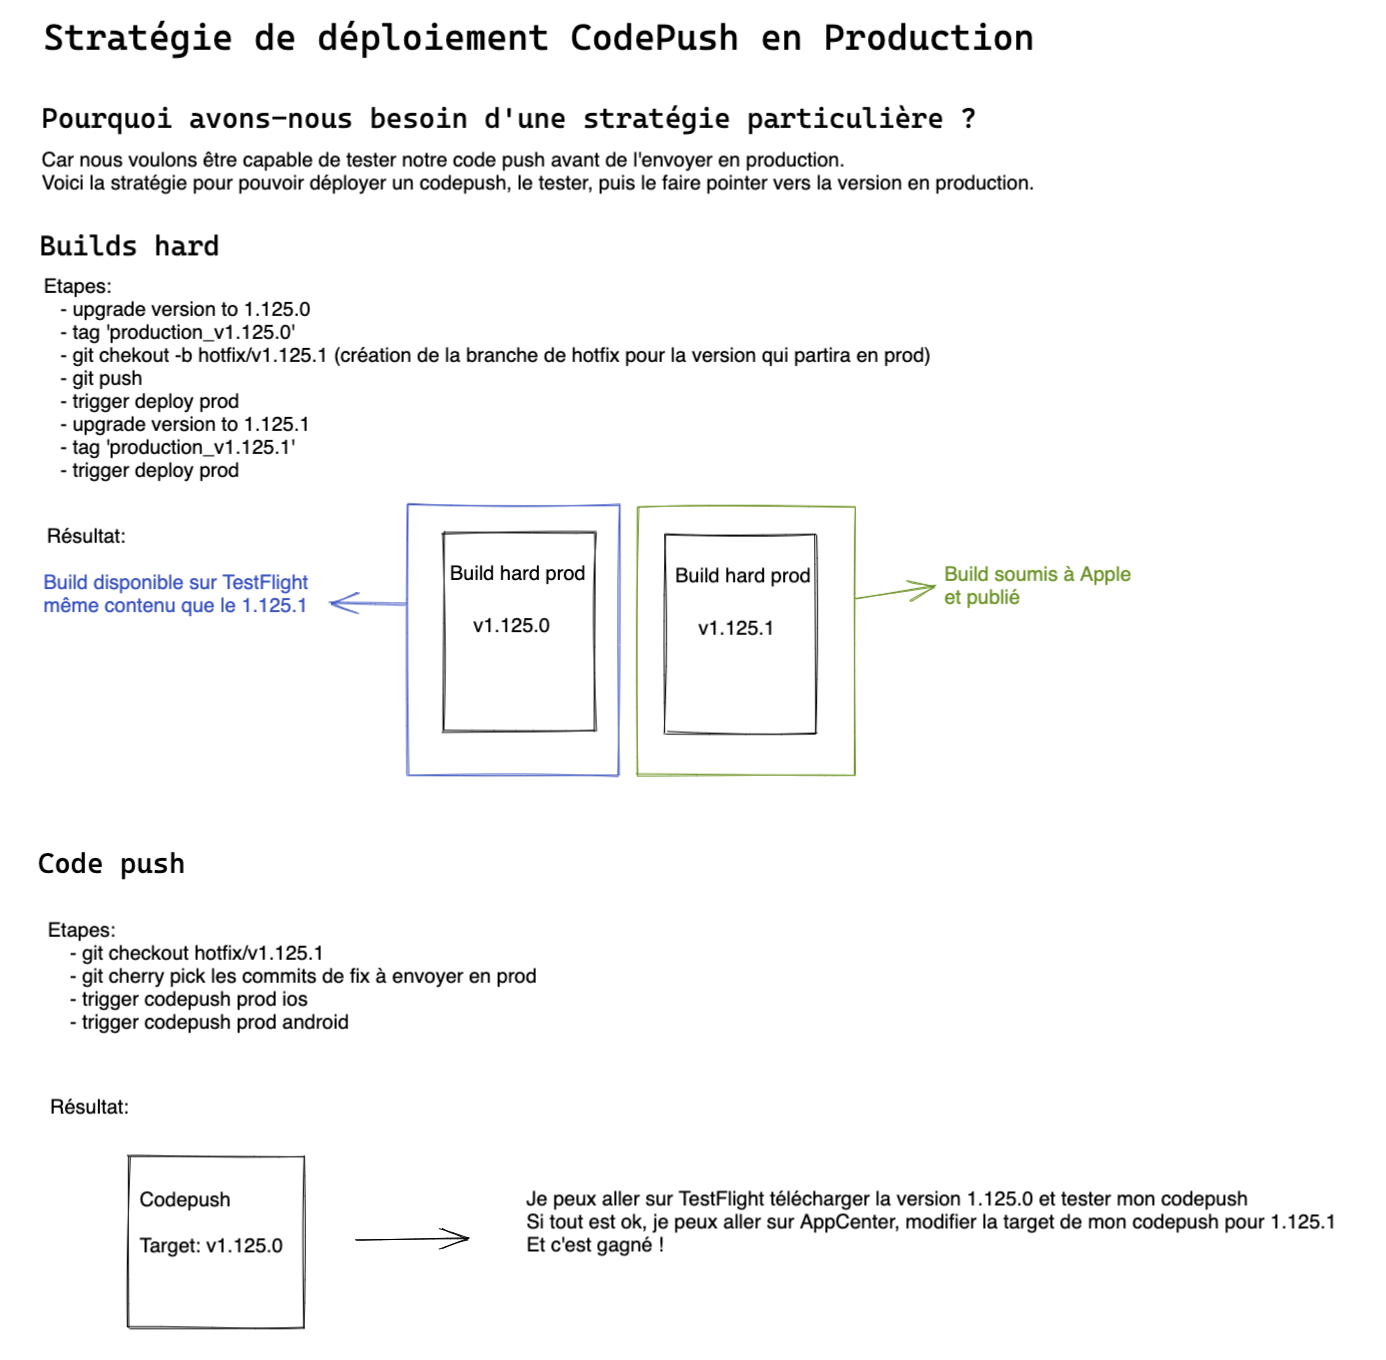 Stratégie de déploiement CodePush en Production
Pourquoi avons-nous besoin d'une stratégie particulière ?
Car nous voulons être capable de tester notre code push avant de l'envoyer en production.
Voici la stratégie pour pouvoir déployer un codepush, le tester, puis le faire pointer vers la version en production.
Builds hard
Etapes:
- upgrade version to 1.125.0
- tag 'production_v1.125.0'
- git chekout -b hotfix/v1.125.1 (création de la branche de hotfix pour la version qui partira en prod)
- git push
- trigger deploy prod
- upgrade version to 1.125.1
- tag 'production_v1.125.1'
- trigger deploy prod
Résultat:
Build disponible sur TestFlight
même contenu que le 1.125.1
Build hard prod
v1.125.0
Build hard prod
v1.125.1
Build soumis à Apple
et publié
Code push
Etapes:
- git checkout hotfix/v1.125.1
- git cherry pick les commits de fix à envoyer en prod
- trigger codepush prod ios
- trigger codepush prod android
Résultat:
Codepush
Target: v1.125.0
Je peux aller sur TestFlight télécharger la version 1.125.0 et tester mon codepush
Si tout est ok, je peux aller sur AppCenter, modifier la target de mon codepush pour 1.125.1
Et c'est gagné !